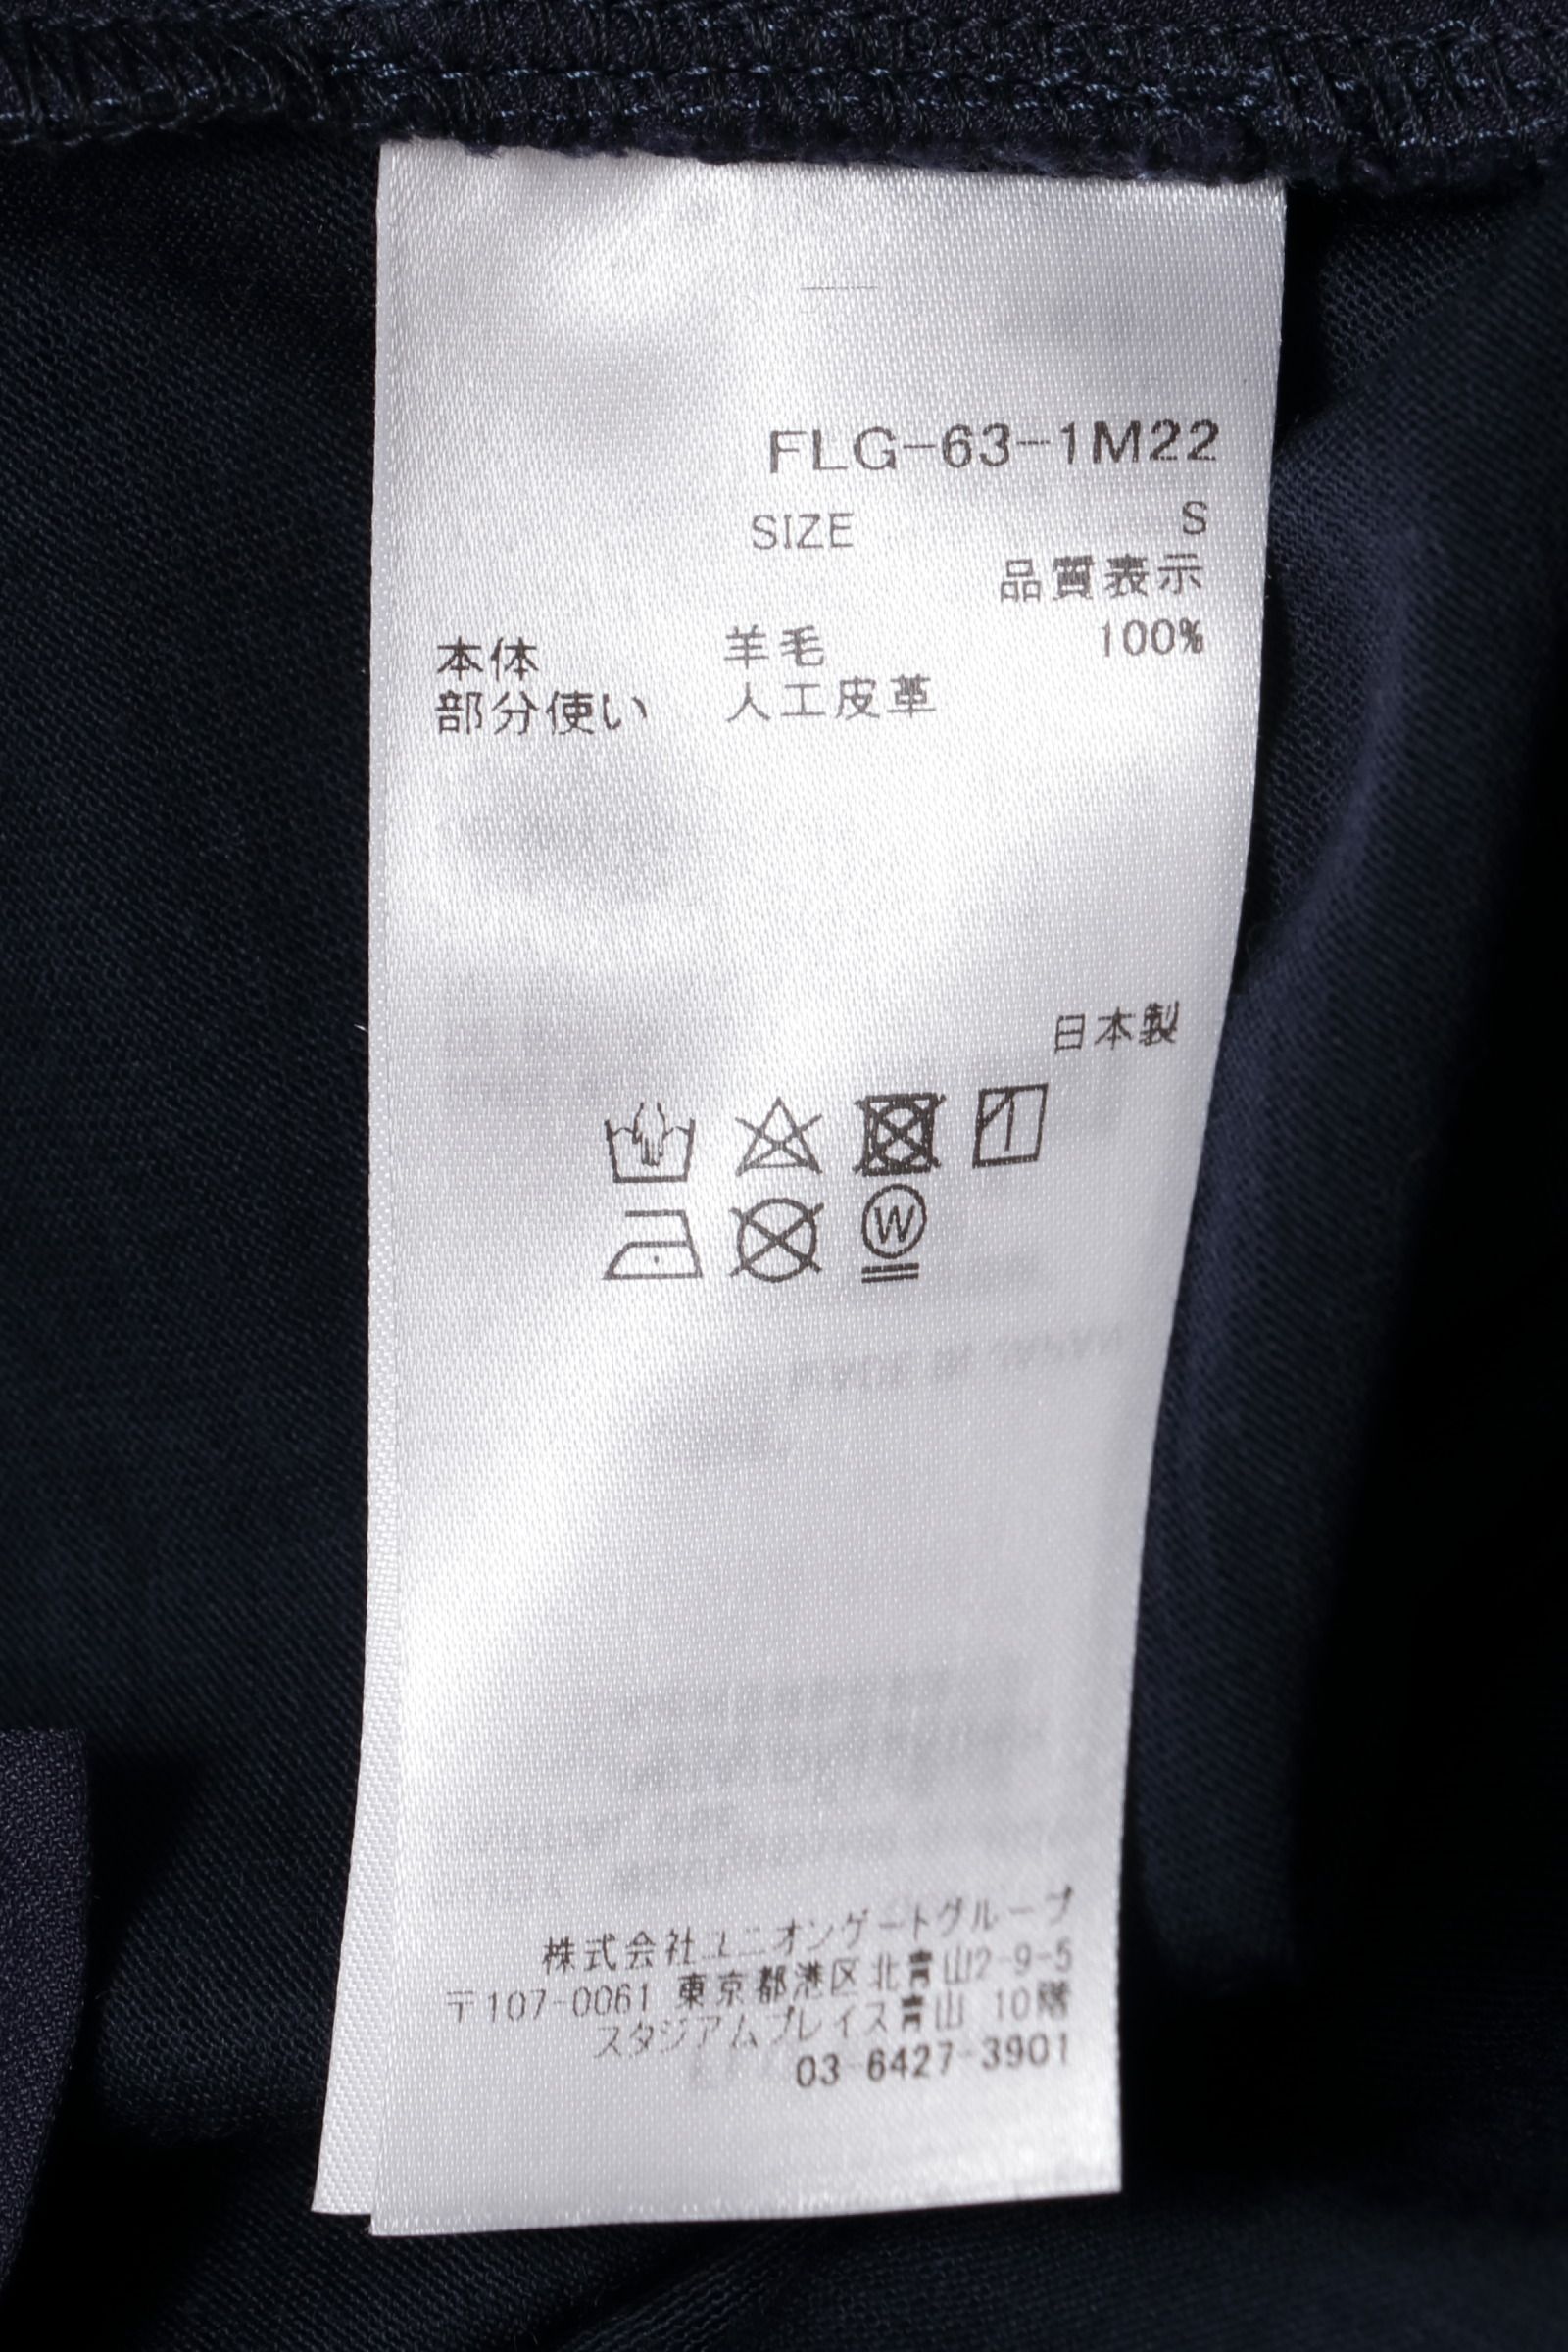 FLG-63-1M22
SIZE S
品質表示
本体 羊毛 100%
部分使い 人工皮革
日本製
W
株式会社ユニオンゲートグループ
〒107-0061 東京都港区北青山2-9-5
スタジアムプレイス青山 10階
03-6427-3901